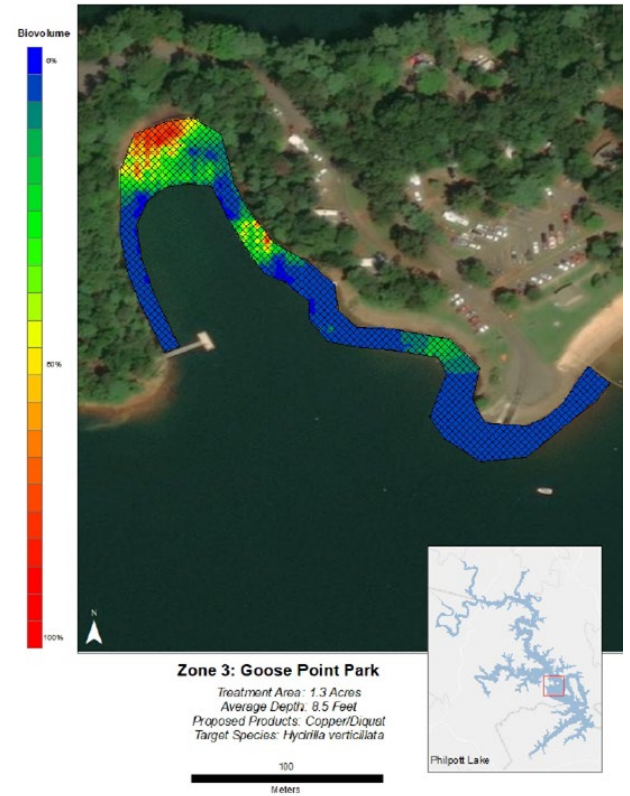 Biovolume
0%
50%
100%
N
Zone 3: Goose Point Park
Treatment Area: 1.3 Acres
Average Depth: 8.5 Feet
Proposed Products: Copper/Diquat
Target Species: Hydrilla verticillata
100
Meters
Philpott Lake